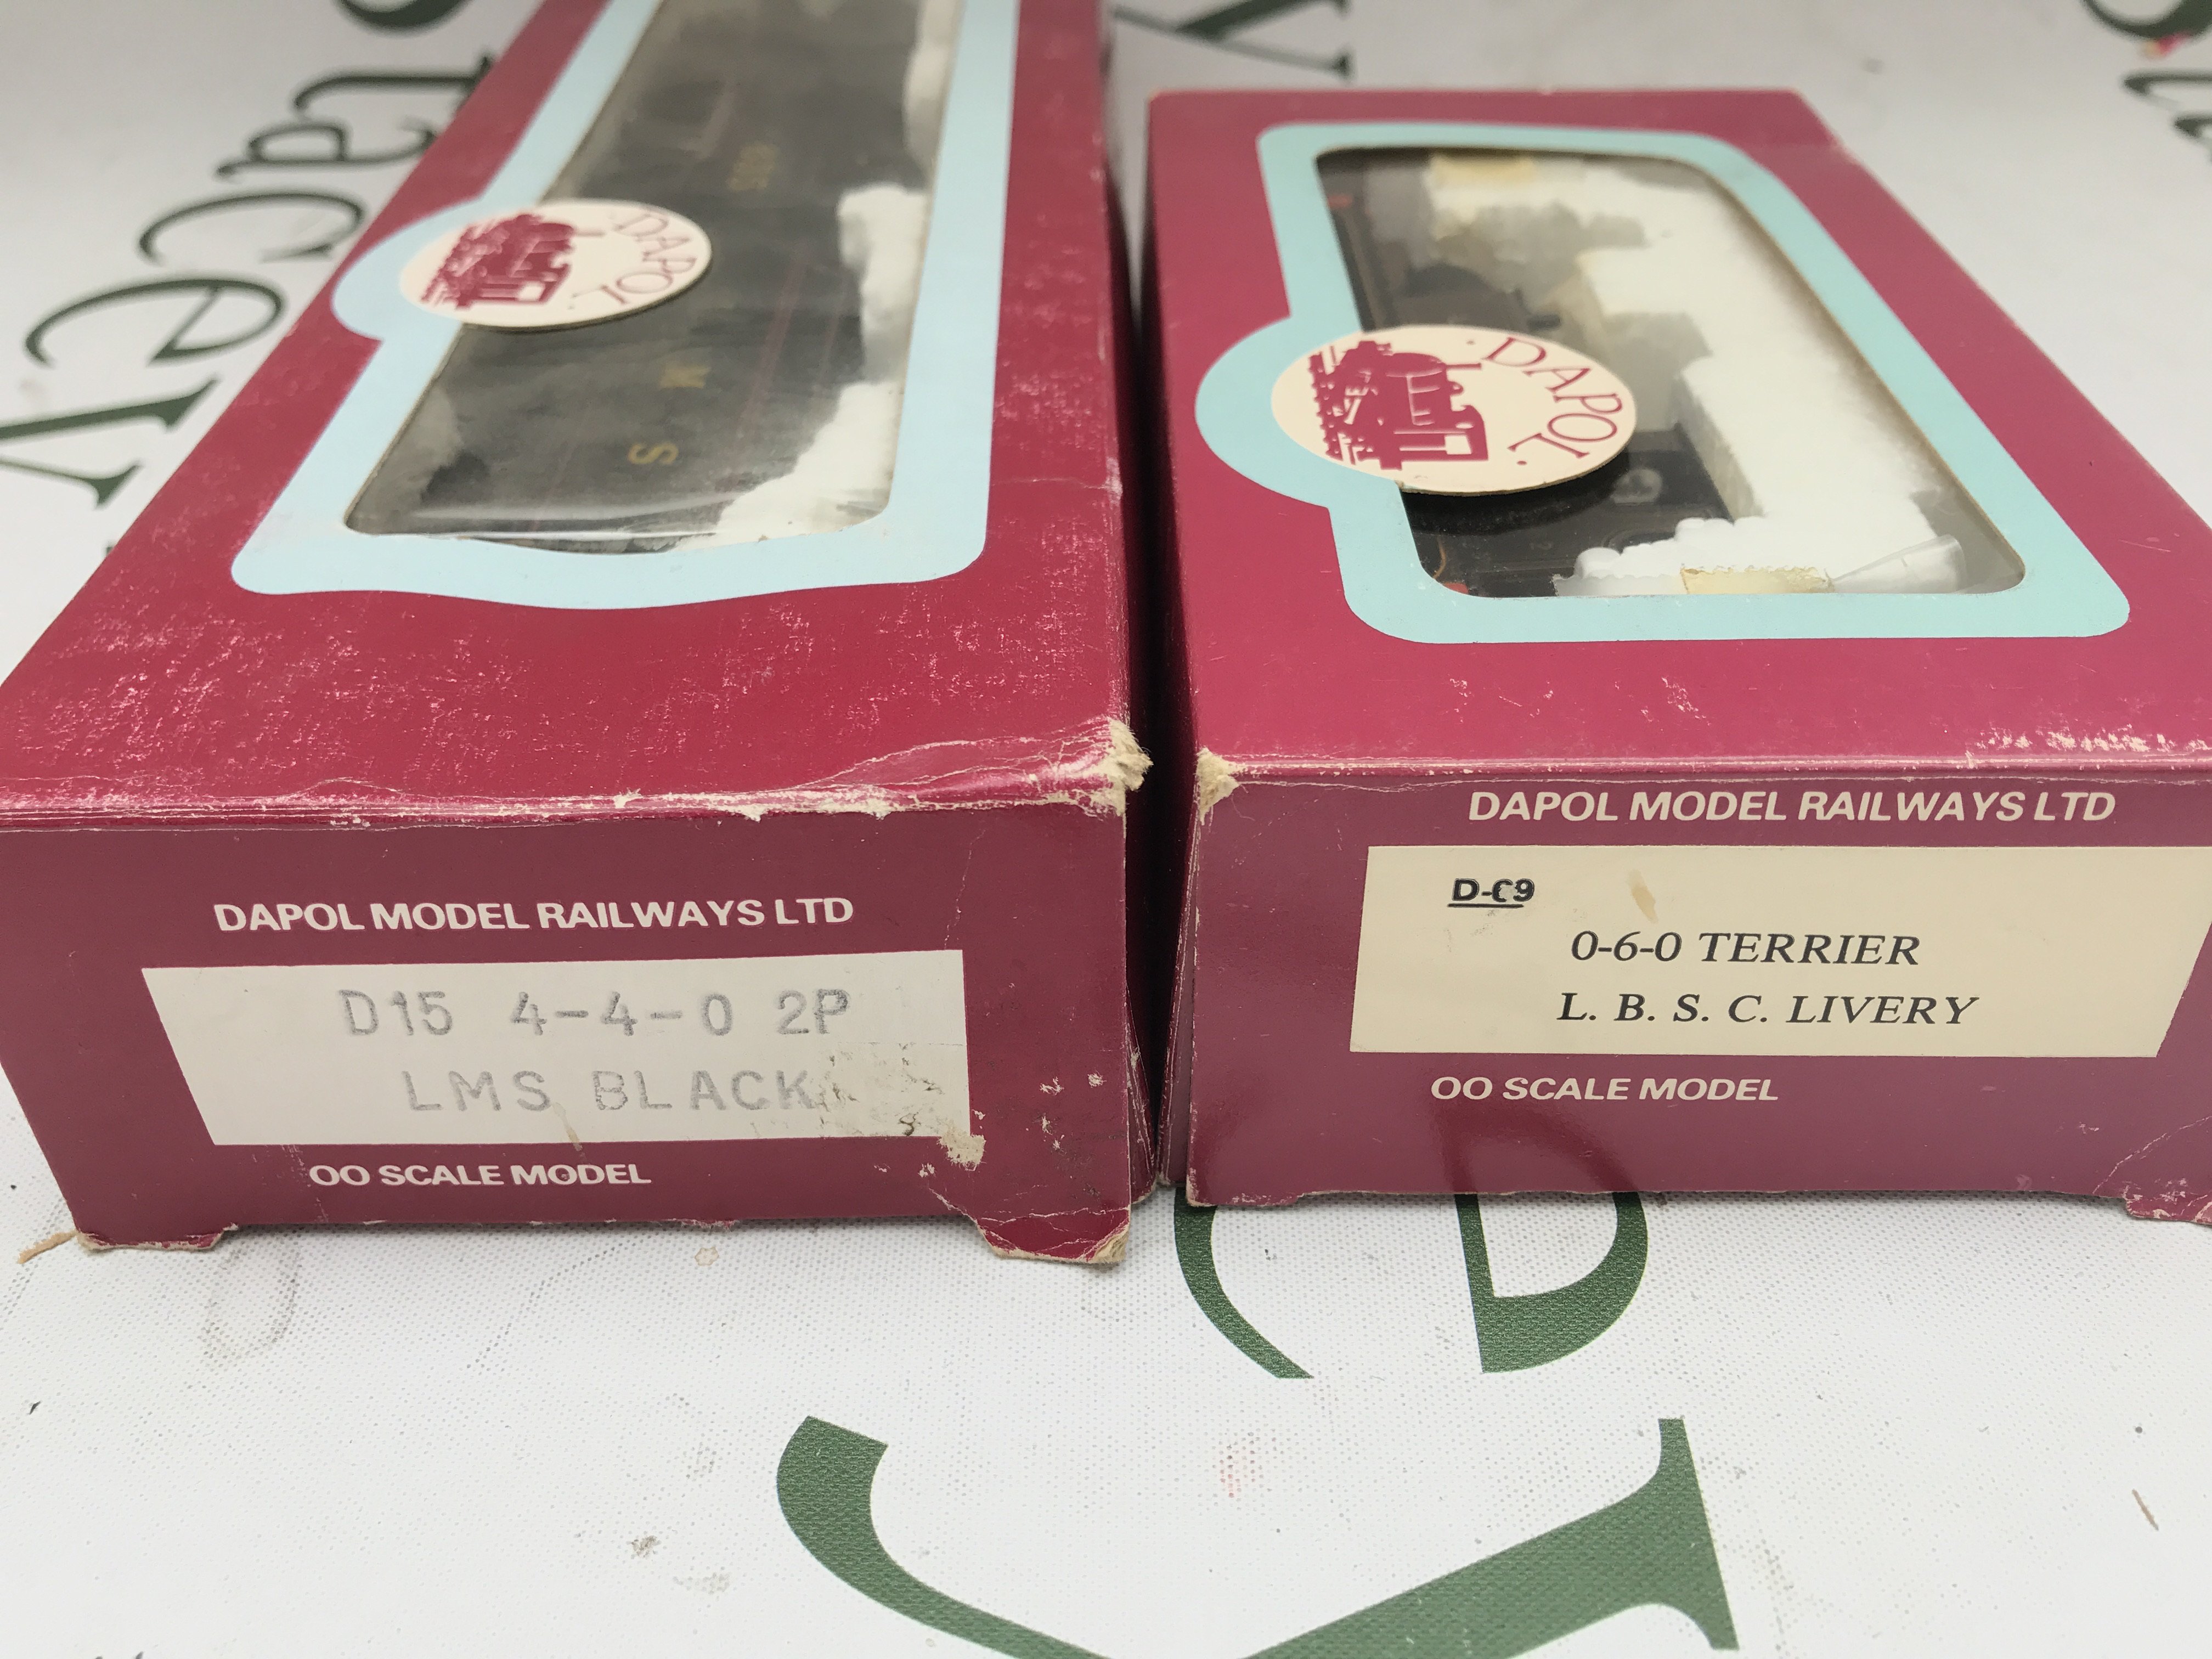 Stacey
DAPOL
S M
DAPOL MODEL RAILWAYS LTD
D15 4-4-0 2P
LMS BLACK
OO SCALE MODEL
· DAPOL ·
DAPOL MODEL RAILWAYS LTD
0-6-0 TERRIER
L. B. S. C. LIVERY
OO SCALE MODEL